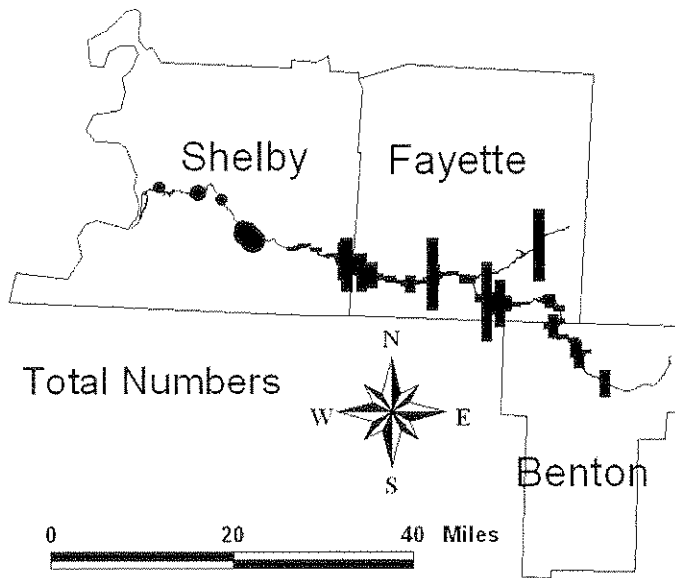 Shelby
Fayette
Total Numbers
N
W
E
S
Benton
0 20 40 Miles